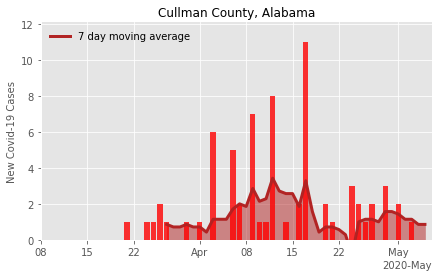 Cullman County, Alabama
12
7 day moving average
10
8
6
4
2
0
New Covid-19 Cases
08 15 22 Apr 08 15 22 May
2020-May